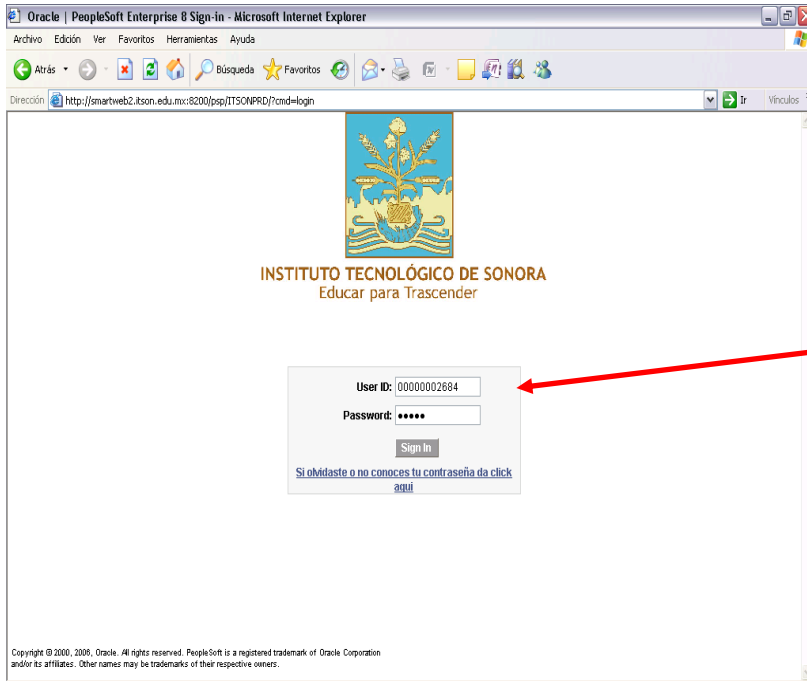 Oracle | PeopleSoft Enterprise 8 Sign-in - Microsoft Internet Explorer
Archivo Edición Ver Favoritos Herramientas Ayuda
Atrás Búsqueda Favoritos
Dirección http://smartweb2.itson.edu.mx:8200/psp/ITSONPRD/?cmd=login Ir Vínculos
INSTITUTO TECNOLÓGICO DE SONORA
Educar para Trascender
User ID: 00000002684
Password: •••••
Sign In
Si olvidaste o no conoces tu contraseña da click
aqui
Copyright © 2000, 2006, Oracle. All rights reserved. PeopleSoft is a registered trademark of Oracle Corporation
and/or its affiliates. Other names may be trademarks of their respective owners.